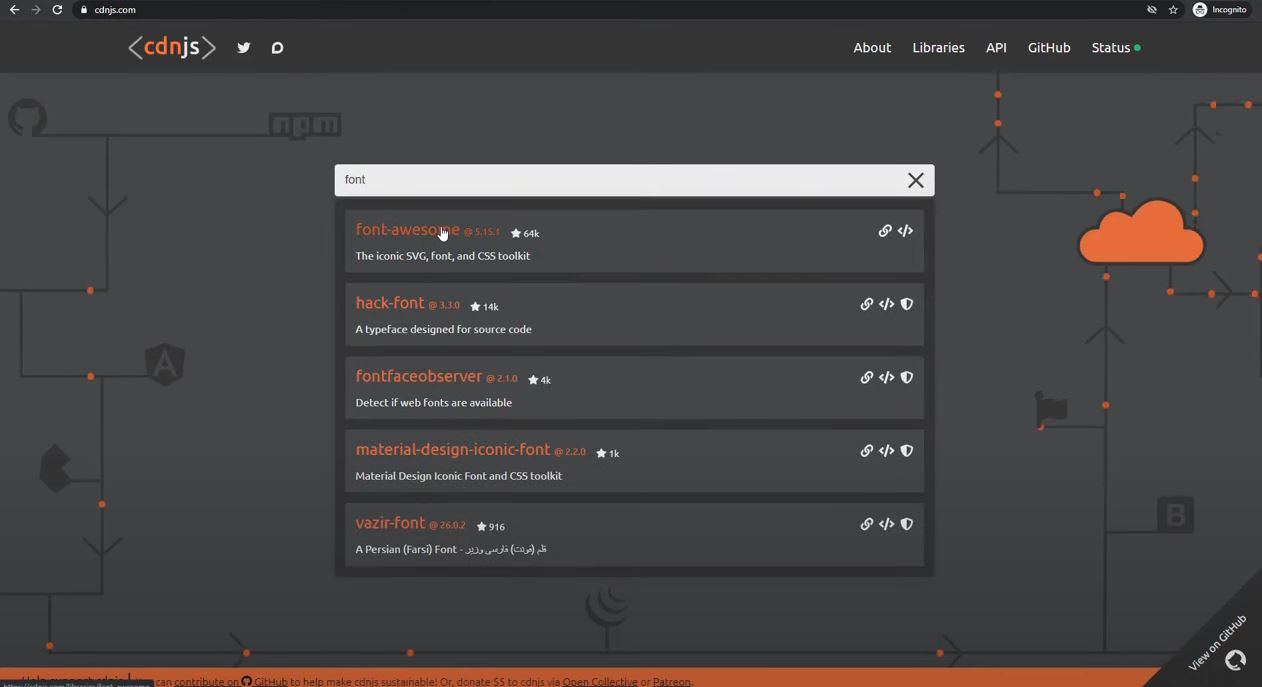 cdnjs.com
Incognito
<cdnjs>
About Libraries API GitHub Status
npm
font
font-awesome @ 5.15.1 64k
The iconic SVG, font, and CSS toolkit
hack-font @ 3.3.0 14k
A typeface designed for source code
fontfaceobserver @ 2.1.0 4k
Detect if web fonts are available
material-design-iconic-font @ 2.2.0 1k
Material Design Iconic Font and CSS toolkit
vazir-font @ 26.0.2 916
A Persian (Farsi) Font - قلم (فونت) فارسی وزیر
A
B
View on GitHub
can contribute on GitHub to help make cdnjs sustainable! Or, donate $5 to cdnjs via Open Collective or Patreon.